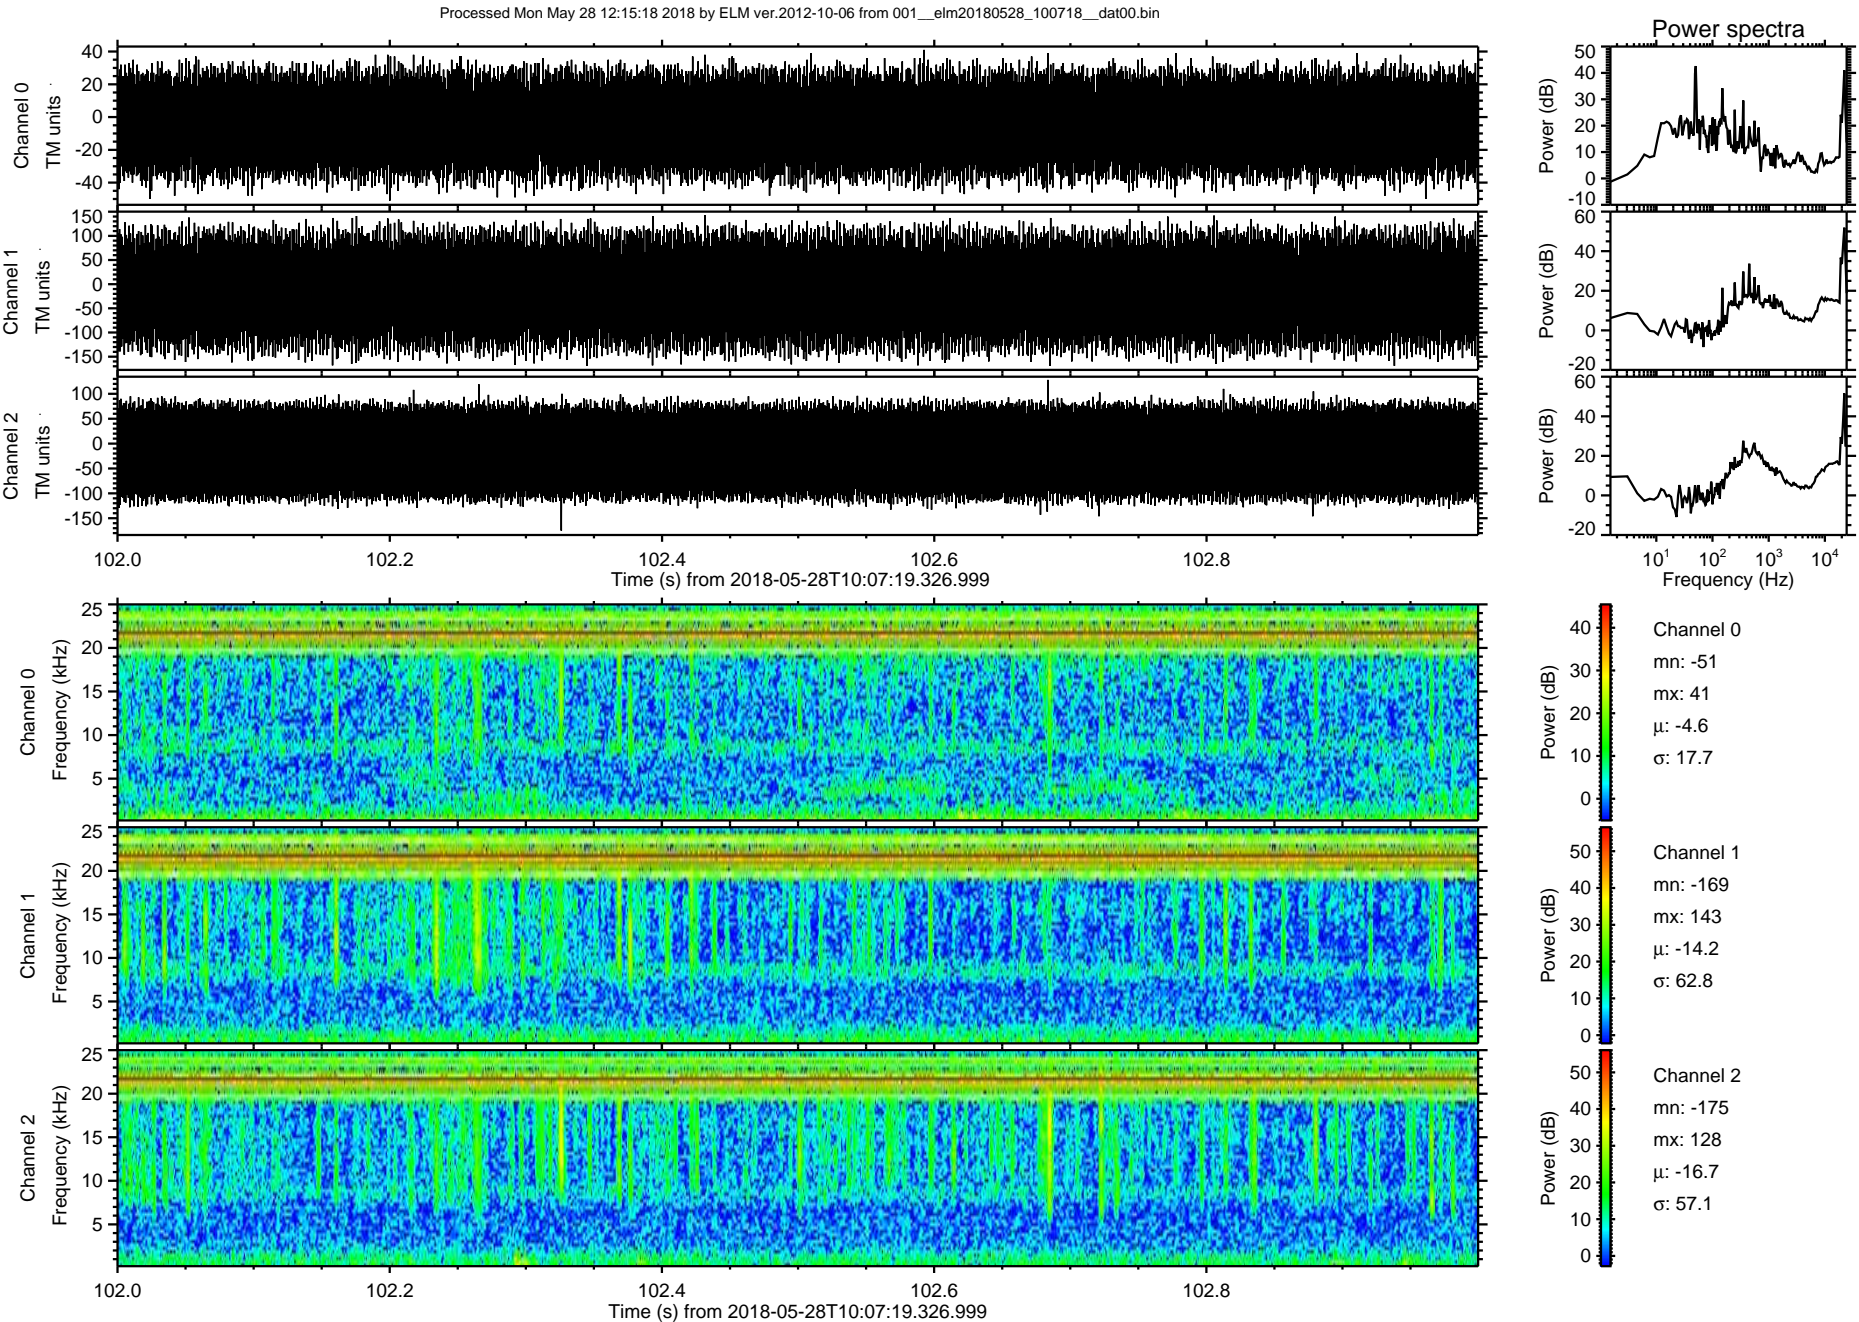 Processed Mon May 28 12:15:18 2018 by ELM ver.2012-10-06 from 001__elm20180528_100718__dat00.bin
Power spectra
Channel 0
TM units
40
20
0
-20
-40
Power (dB)
50
40
30
20
10
0
-10
Channel 1
TM units
150
100
50
0
-50
-100
-150
Power (dB)
60
40
20
0
-20
Channel 2
TM units
100
50
0
-50
-100
-150
Power (dB)
60
40
20
0
-20
102.0 102.2 102.4 102.6 102.8
Time (s) from 2018-05-28T10:07:19.326.999
10^1 10^2 10^3 10^4
Frequency (Hz)
Channel 0
Frequency (kHz)
25
20
15
10
5
Power (dB)
40
30
20
10
0
Channel 0
mn: -51
mx: 41
μ: -4.6
σ: 17.7
Channel 1
Frequency (kHz)
25
20
15
10
5
Power (dB)
50
40
30
20
10
0
Channel 1
mn: -169
mx: 143
μ: -14.2
σ: 62.8
Channel 2
Frequency (kHz)
25
20
15
10
5
Power (dB)
50
40
30
20
10
0
Channel 2
mn: -175
mx: 128
μ: -16.7
σ: 57.1
102.0 102.2 102.4 102.6 102.8
Time (s) from 2018-05-28T10:07:19.326.999